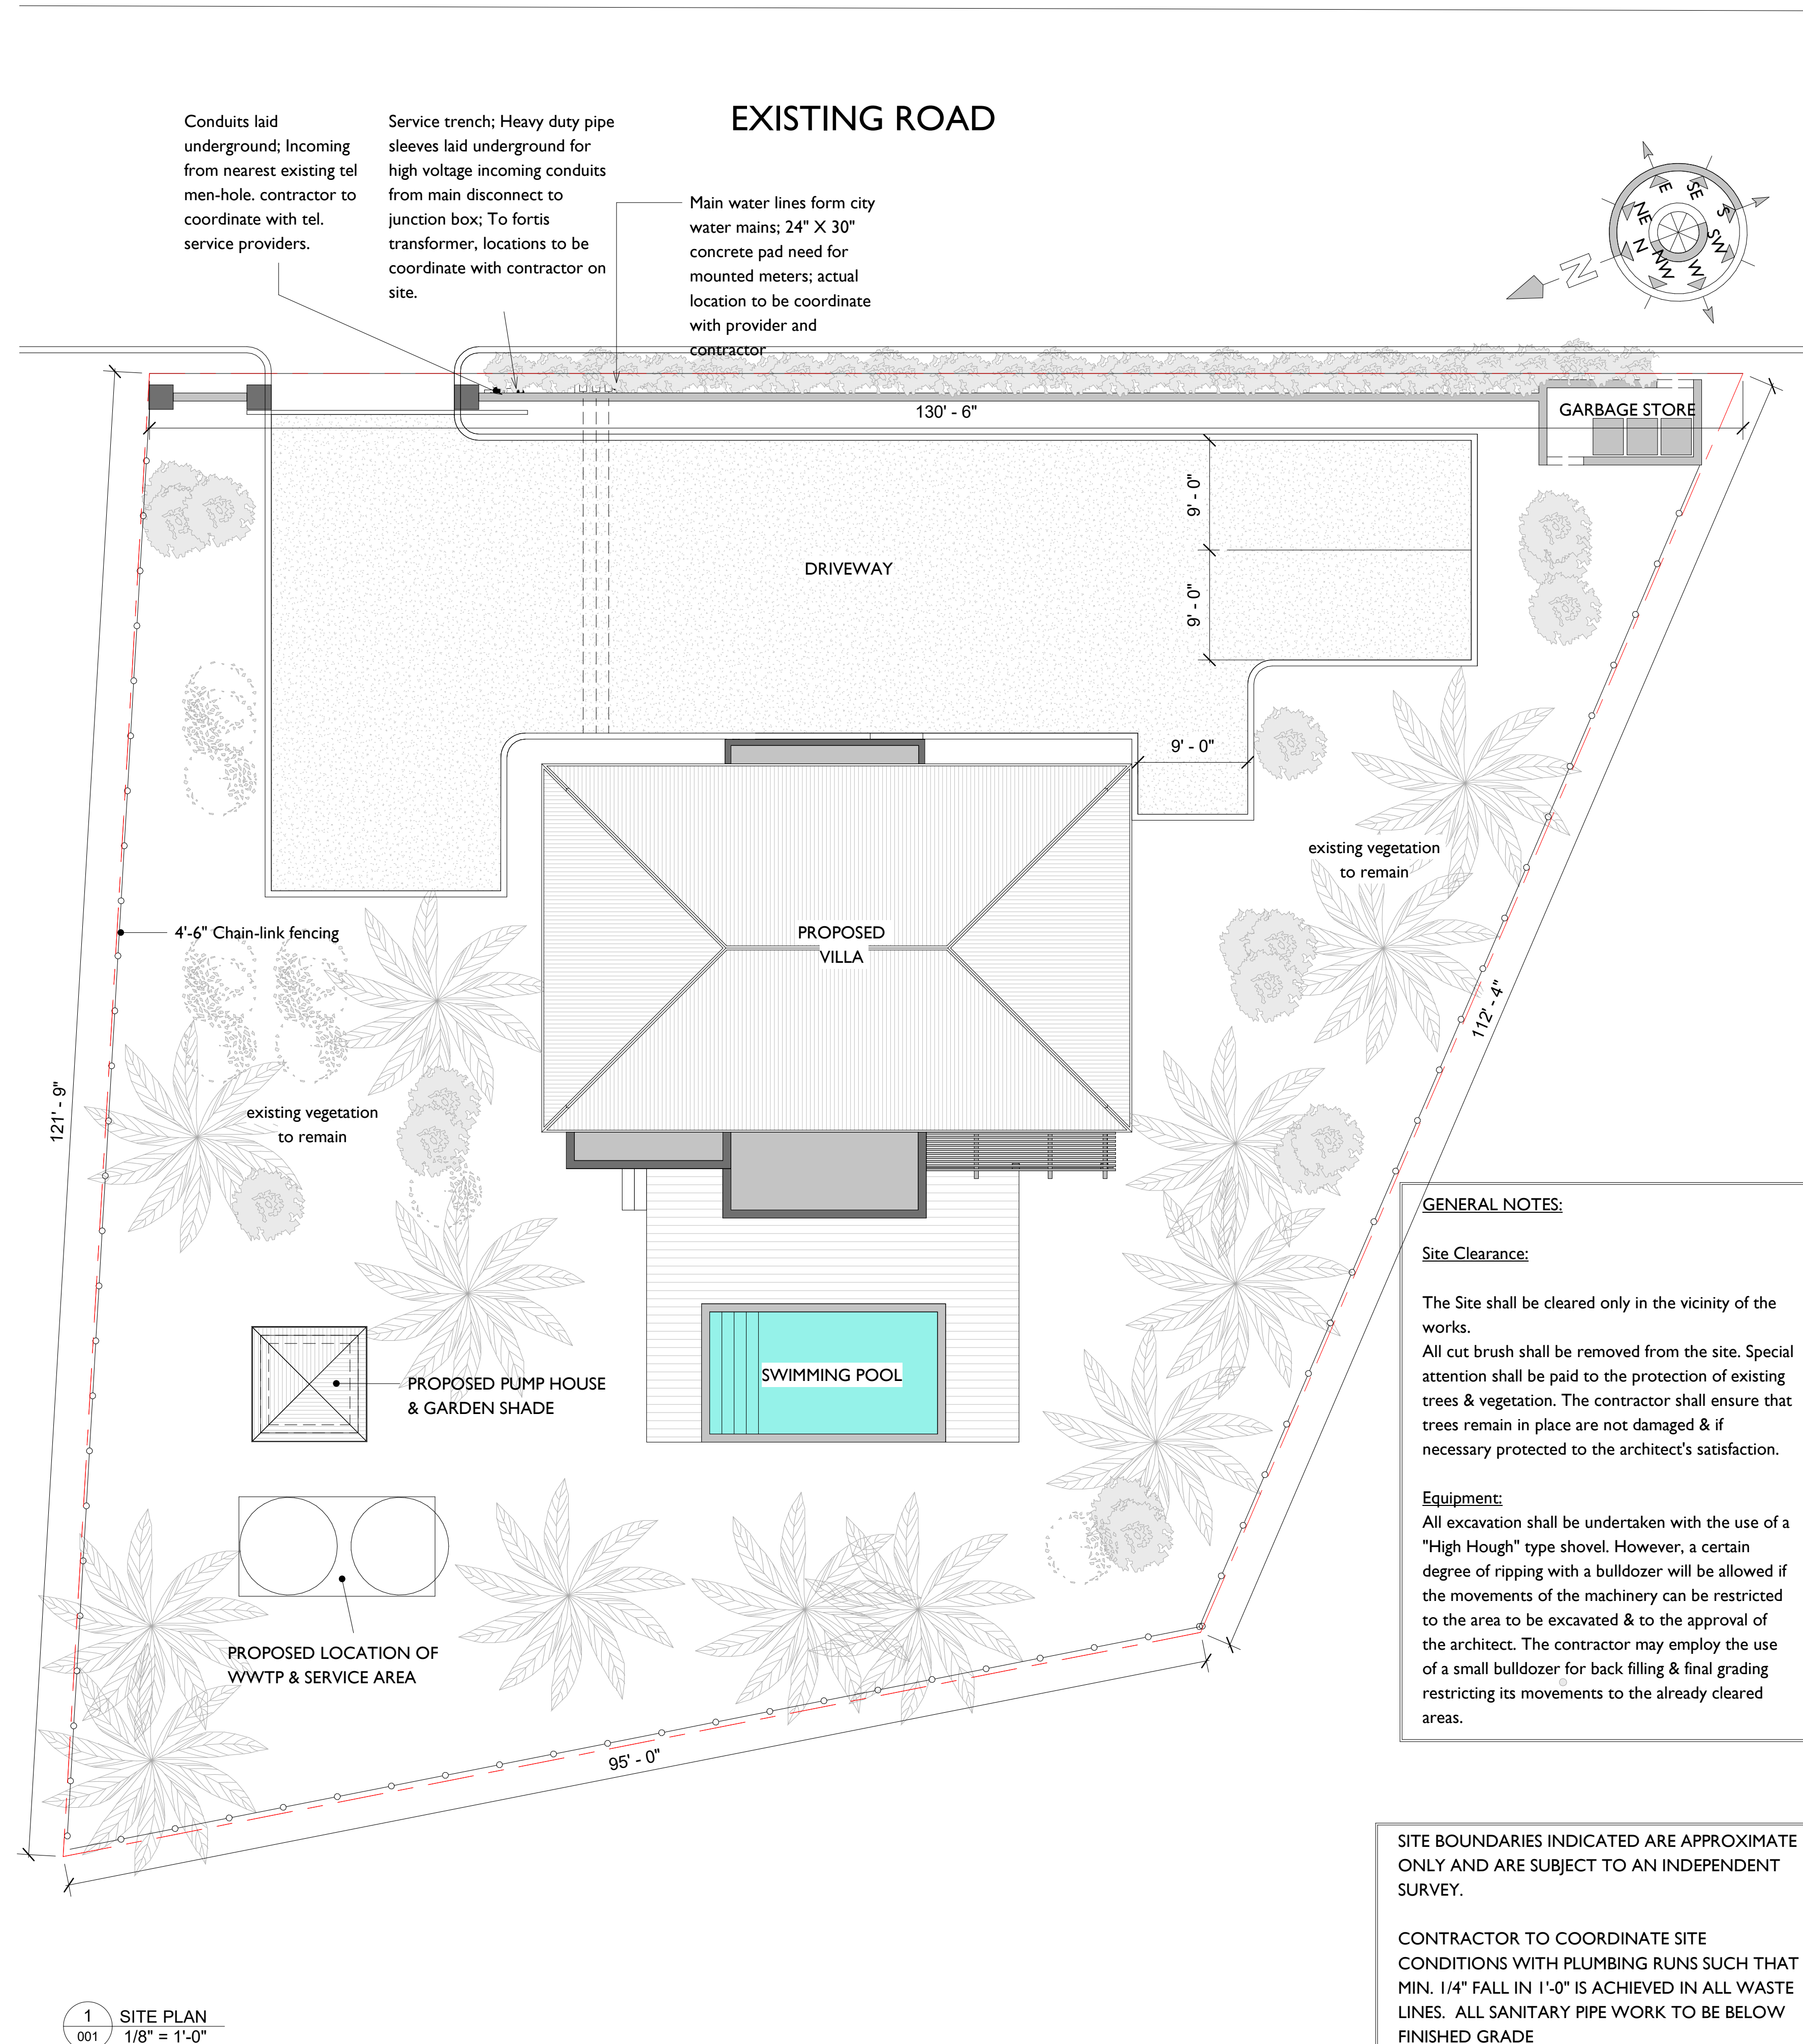 EXISTING ROAD
Conduits laid
underground; Incoming
from nearest existing tel
men-hole. contractor to
coordinate with tel.
service providers.
Service trench; Heavy duty pipe
sleeves laid underground for
high voltage incoming conduits
from main disconnect to
junction box; To fortis
transformer, locations to be
coordinate with contractor on
site.
Main water lines form city
water mains; 24" X 30"
concrete pad need for
mounted meters; actual
location to be coordinate
with provider and
contractor
E
SE
S
SW
W
NW
N
NE
N
130' - 6"
GARBAGE STORE
9' - 0"
DRIVEWAY
9' - 0"
9' - 0"
existing vegetation
to remain
4'-6" Chain-link fencing
PROPOSED
VILLA
112' - 4"
121' - 9"
existing vegetation
to remain
SWIMMING POOL
PROPOSED PUMP HOUSE
& GARDEN SHADE
PROPOSED LOCATION OF
WWTP & SERVICE AREA
95' - 0"
GENERAL NOTES:
Site Clearance:
The Site shall be cleared only in the vicinity of the
works.
All cut brush shall be removed from the site. Special
attention shall be paid to the protection of existing
trees & vegetation. The contractor shall ensure that
trees remain in place are not damaged & if
necessary protected to the architect's satisfaction.
Equipment:
All excavation shall be undertaken with the use of a
"High Hough" type shovel. However, a certain
degree of ripping with a bulldozer will be allowed if
the movements of the machinery can be restricted
to the area to be excavated & to the approval of
the architect. The contractor may employ the use
of a small bulldozer for back filling & final grading
restricting its movements to the already cleared
areas.
SITE BOUNDARIES INDICATED ARE APPROXIMATE
ONLY AND ARE SUBJECT TO AN INDEPENDENT
SURVEY.
CONTRACTOR TO COORDINATE SITE
CONDITIONS WITH PLUMBING RUNS SUCH THAT
MIN. 1/4" FALL IN 1'-0" IS ACHIEVED IN ALL WASTE
LINES. ALL SANITARY PIPE WORK TO BE BELOW
FINISHED GRADE
1
001
SITE PLAN
1/8" = 1'-0"